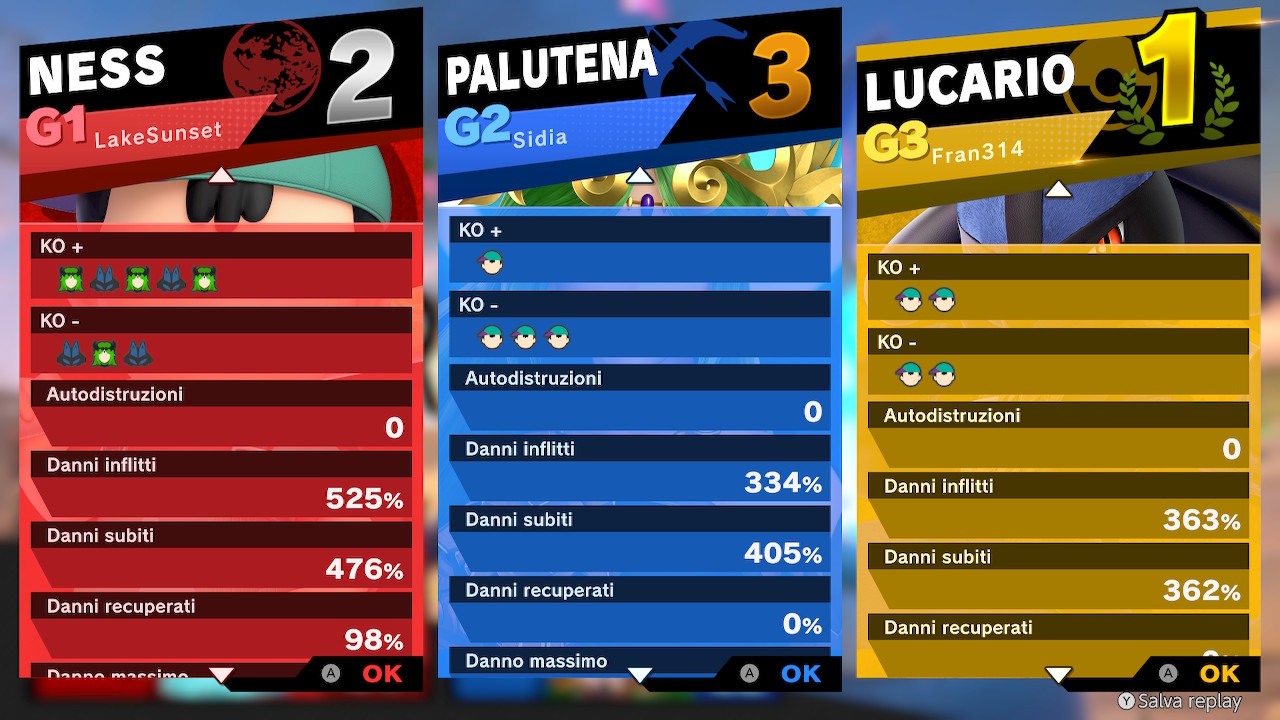 NESS
2
G1 LakeSunset
KO +
KO -
Autodistruzioni
0
Danni inflitti
525%
Danni subiti
476%
Danni recuperati
98%
Danno massimo
A OK
PALUTENA
3
G2 Sidia
KO +
KO -
Autodistruzioni
0
Danni inflitti
334%
Danni subiti
405%
Danni recuperati
0%
Danno massimo
A OK
LUCARIO
1
G3 Fran314
KO +
KO -
Autodistruzioni
0
Danni inflitti
363%
Danni subiti
362%
Danni recuperati
A OK
Y Salva replay